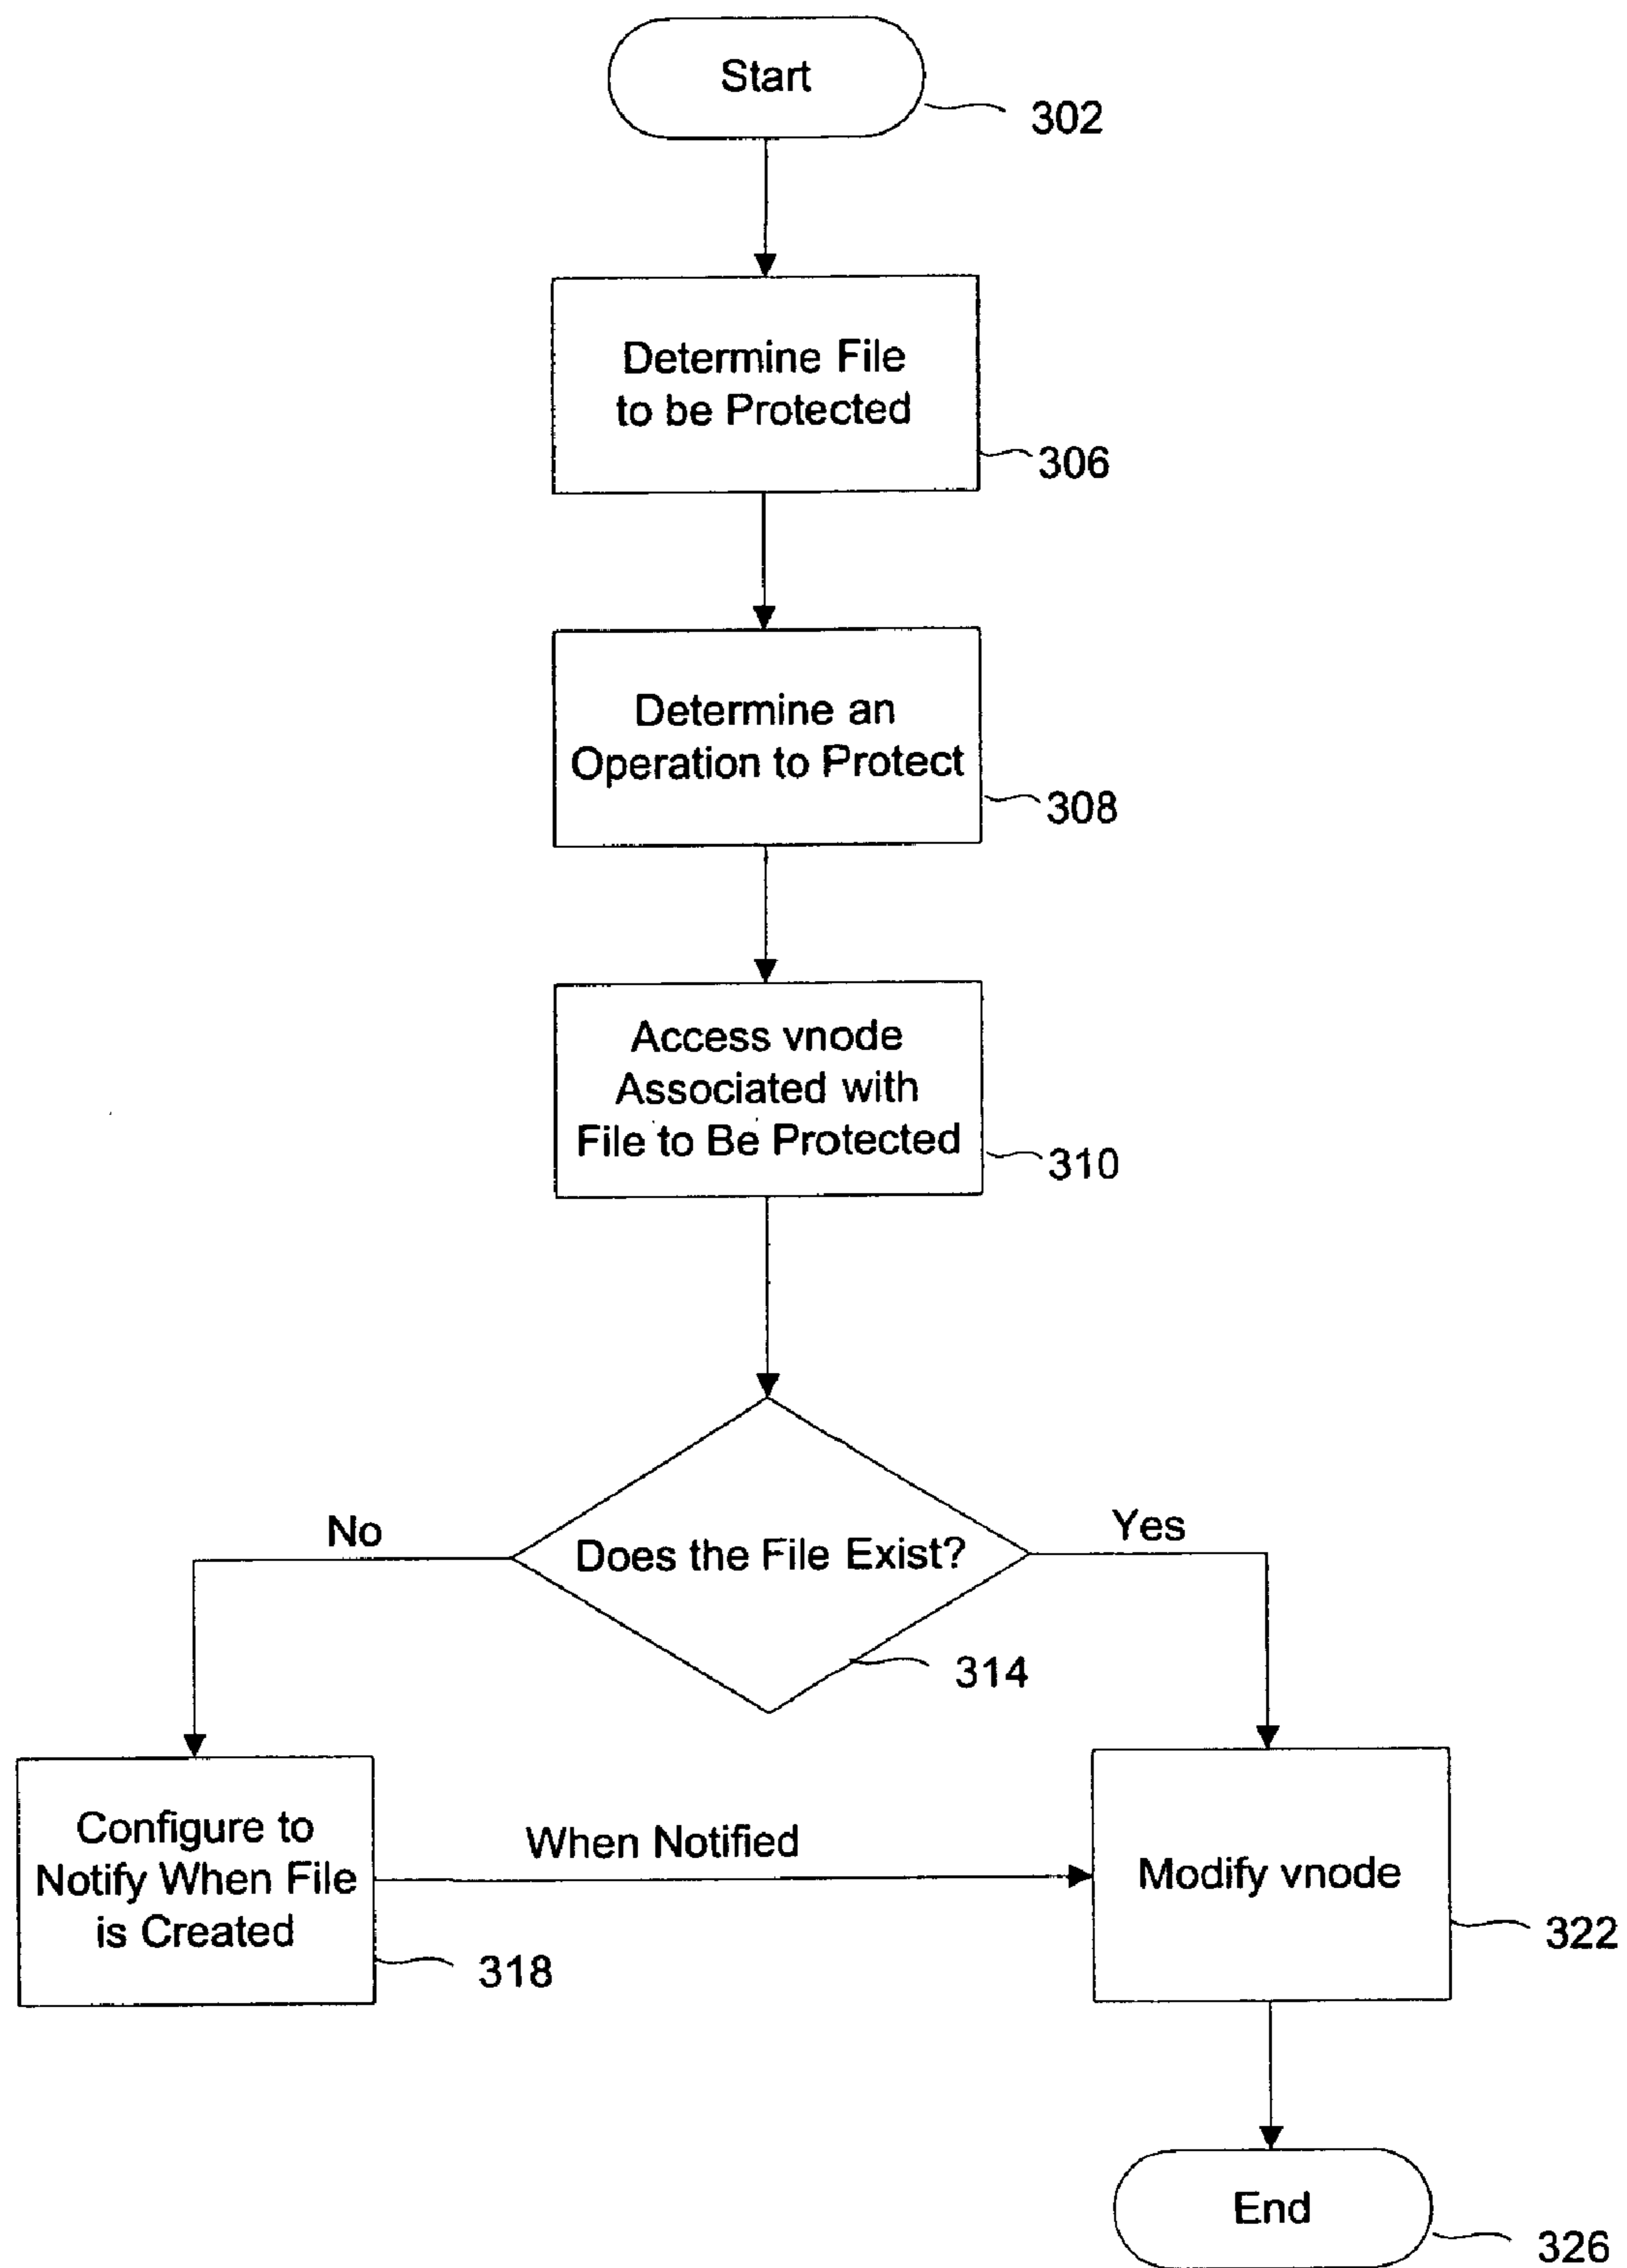 Start
302
Determine File
to be Protected
306
Determine an
Operation to Protect
308
Access vnode
Associated with
File to Be Protected
310
No
Yes
Does the File Exist?
314
Configure to
Notify When File
is Created
318
When Notified
Modify vnode
322
End
326